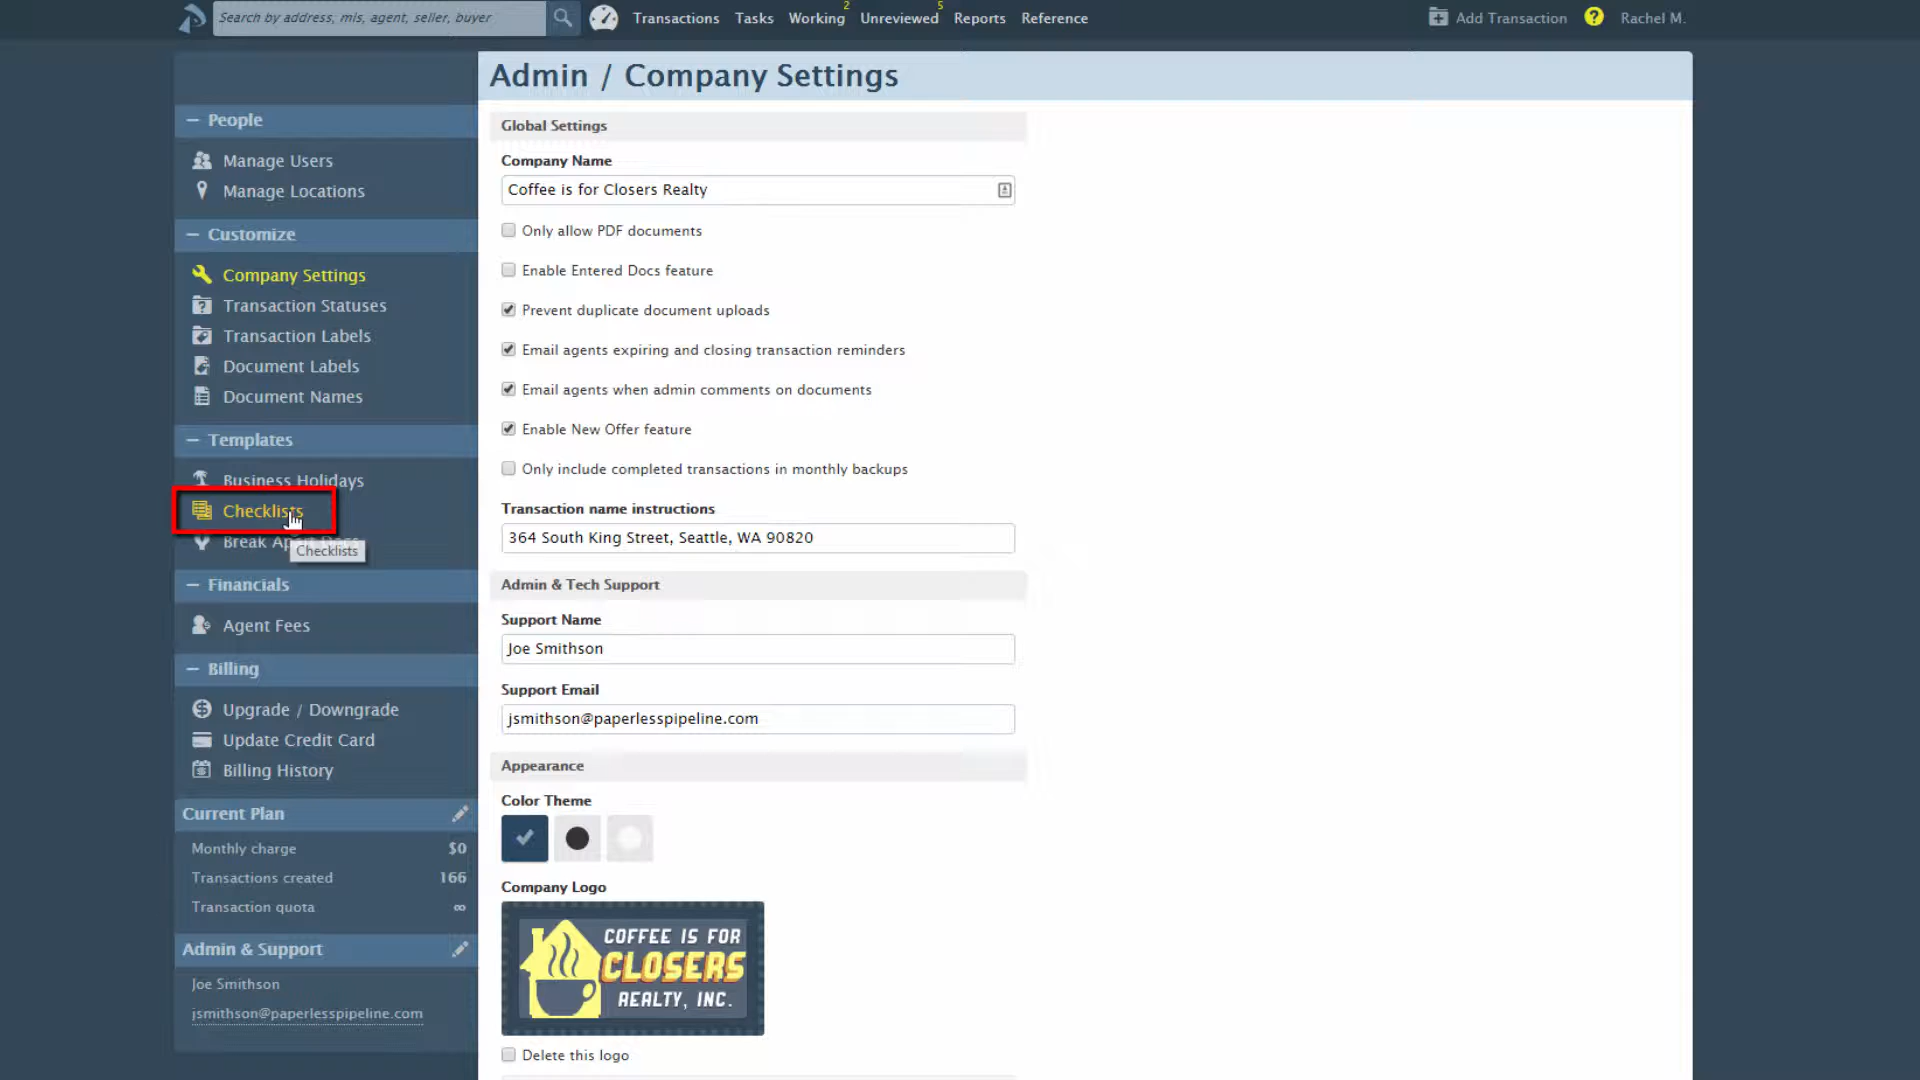 Search by address, mls, agent, seller, buyer
Transactions
Tasks
Working
2
Unreviewed
5
Reports
Reference
Add Transaction
?
Rachel M.
Admin / Company Settings
People
Manage Users
Manage Locations
Customize
Company Settings
Transaction Statuses
Transaction Labels
Document Labels
Document Names
Templates
Business Holidays
Checklists
Break Apart Docs
Checklists
Financials
Agent Fees
Billing
Upgrade / Downgrade
Update Credit Card
Billing History
Current Plan
Monthly charge $0
Transactions created 166
Transaction quota ∞
Admin & Support
Joe Smithson
jsmithson@paperlesspipeline.com
Global Settings
Company Name
Coffee is for Closers Realty
Only allow PDF documents
Enable Entered Docs feature
Prevent duplicate document uploads
Email agents expiring and closing transaction reminders
Email agents when admin comments on documents
Enable New Offer feature
Only include completed transactions in monthly backups
Transaction name instructions
364 South King Street, Seattle, WA 90820
Admin & Tech Support
Support Name
Joe Smithson
Support Email
jsmithson@paperlesspipeline.com
Appearance
Color Theme
Company Logo
COFFEE IS FOR
CLOSERS
REALTY, INC.
Delete this logo